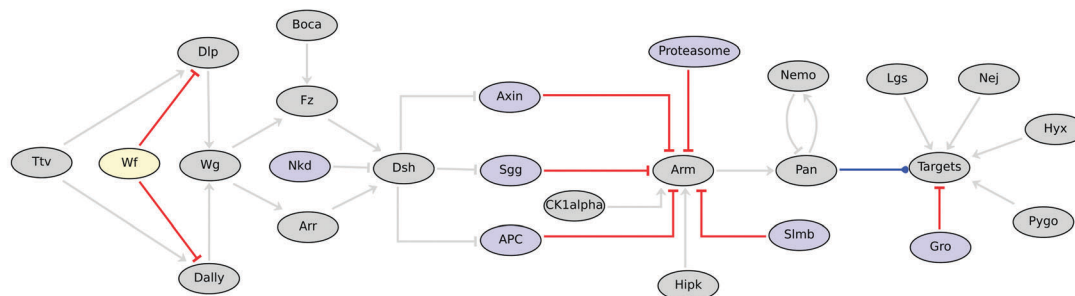 Boca
Dlp
Proteasome
Nemo
Lgs
Nej
Axin
Fz
Hyx
Ttv
Wf
Wg
Nkd
Dsh
Sgg
Arm
Pan
Targets
CK1alpha
Arr
APC
Slmb
Gro
Pygo
Dally
Hipk